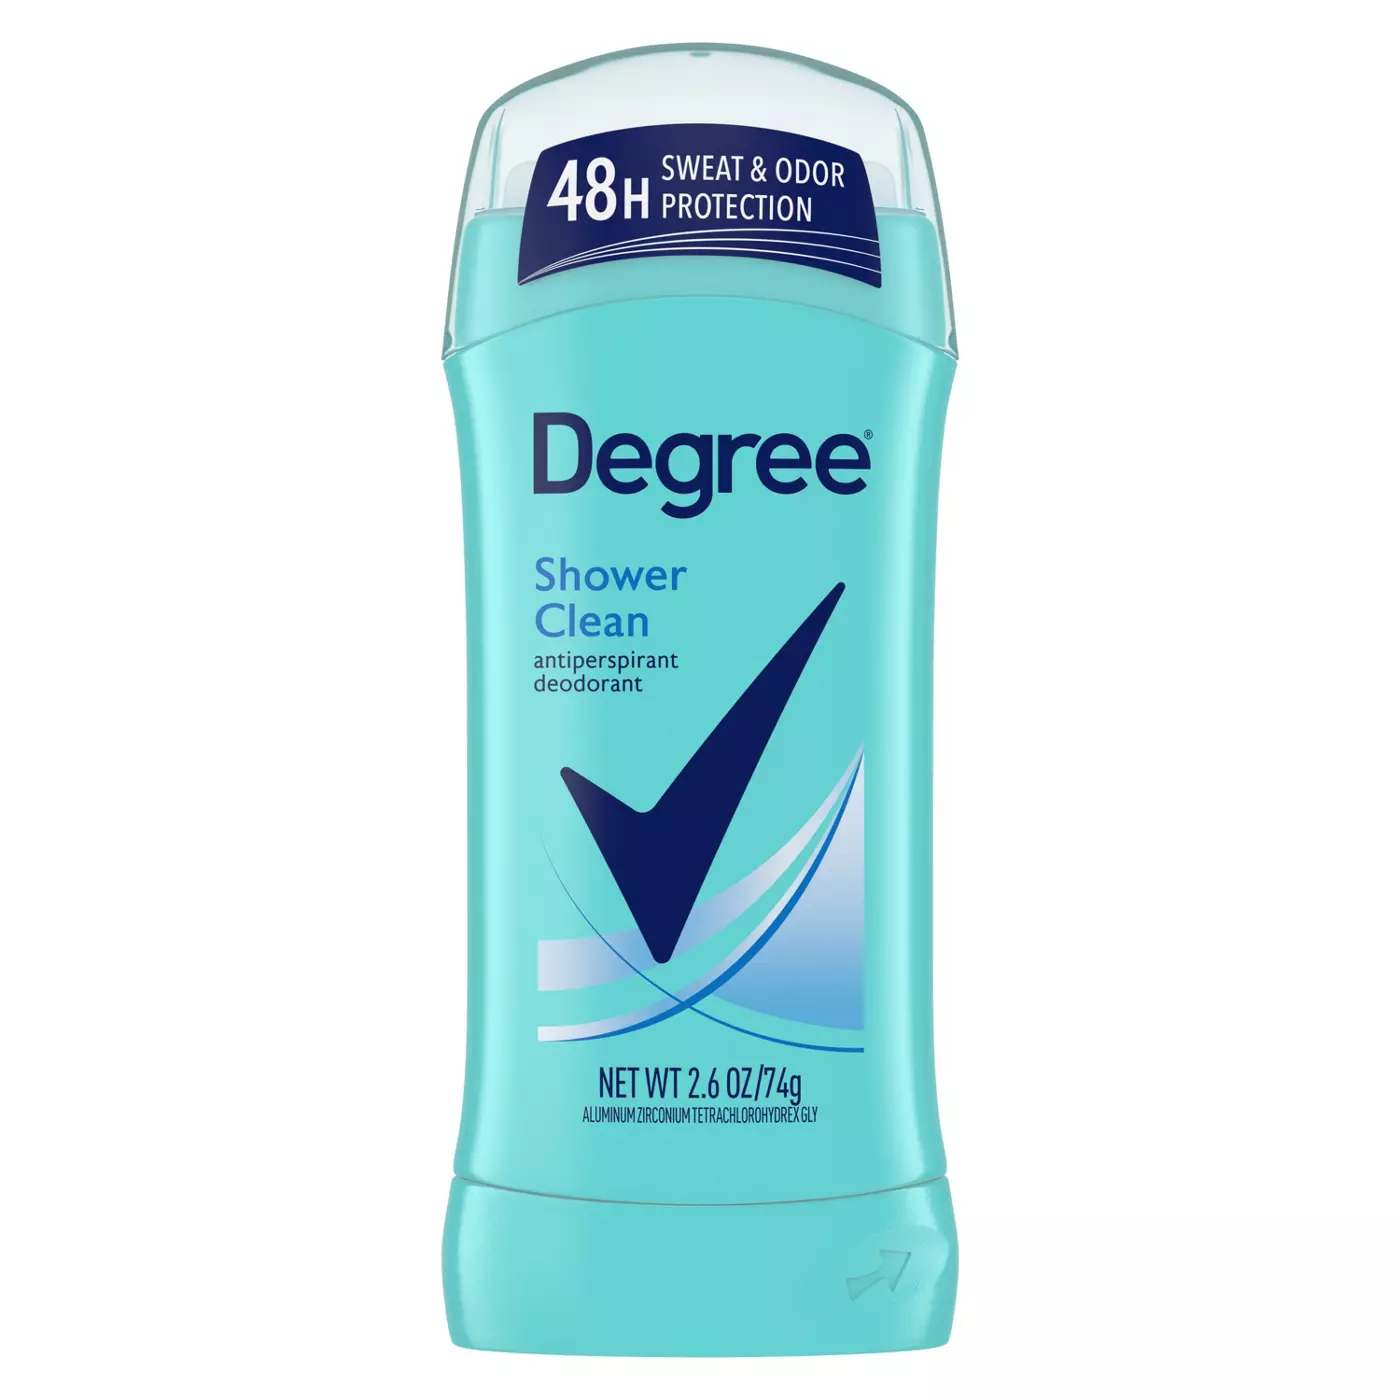 48H SWEAT & ODOR
PROTECTION
Degree®
Shower
Clean
antiperspirant
deodorant
NET WT 2.6 OZ/74g
ALUMINUM ZIRCONIUM TETRACHLOROHYDREX GLY